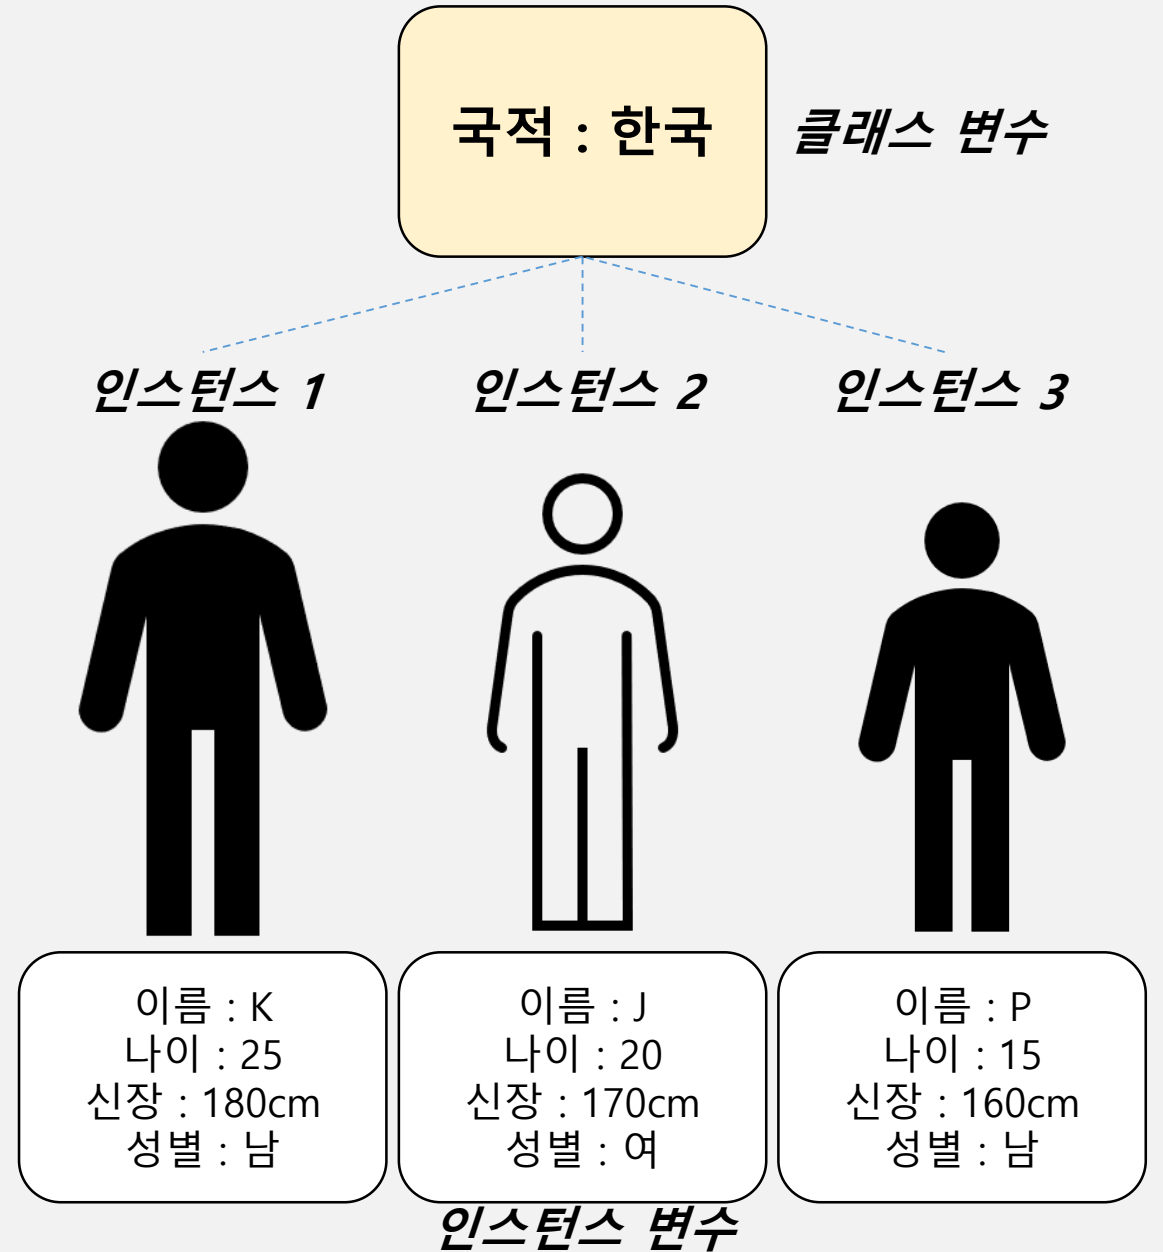 국적 : 한국
클래스 변수
인스턴스 1
인스턴스 2
인스턴스 3
이름 : K
나이 : 25
신장 : 180cm
성별 : 남
이름 : J
나이 : 20
신장 : 170cm
성별 : 여
이름 : P
나이 : 15
신장 : 160cm
성별 : 남
인스턴스 변수